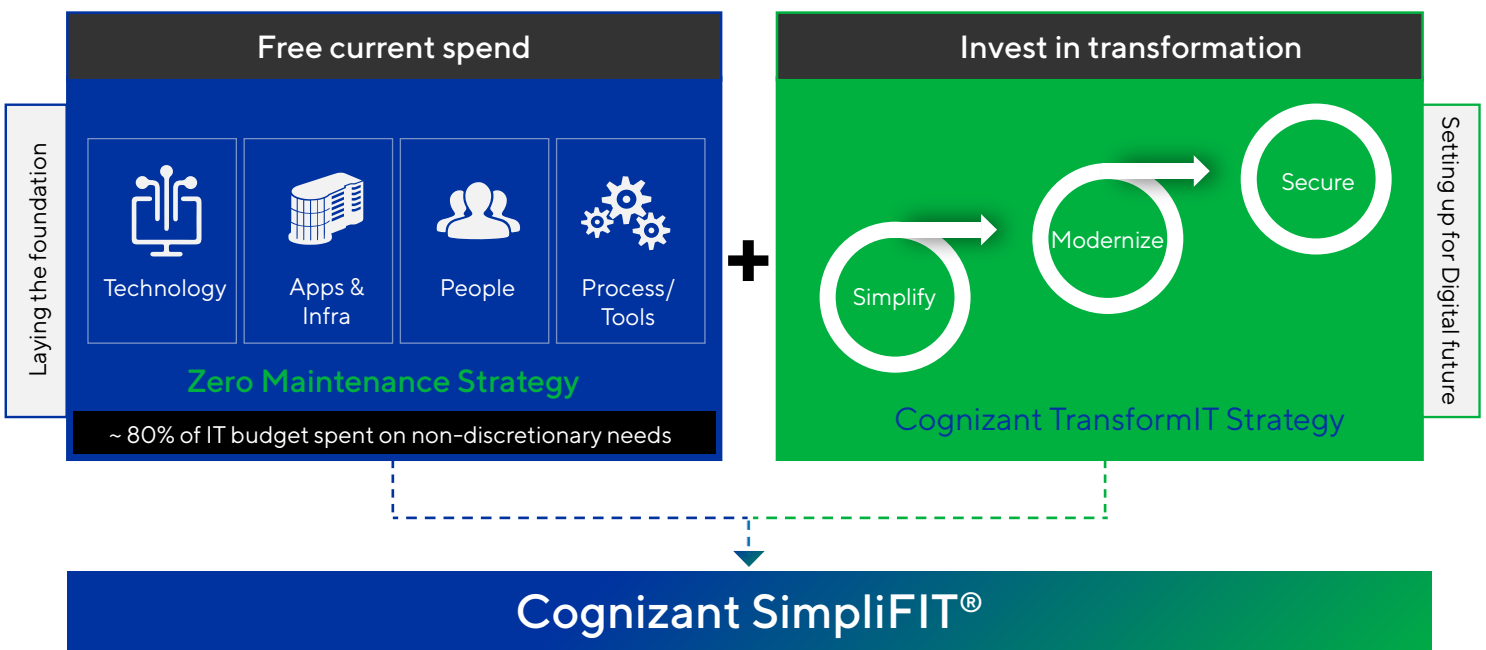 Free current spend
Invest in transformation
Laying the foundation
Technology
Apps &
Infra
People
Process/
Tools
Zero Maintenance Strategy
~ 80% of IT budget spent on non-discretionary needs
+
Simplify
Modernize
Secure
Cognizant TransformIT Strategy
Setting up for Digital future
Cognizant SimpliFIT®